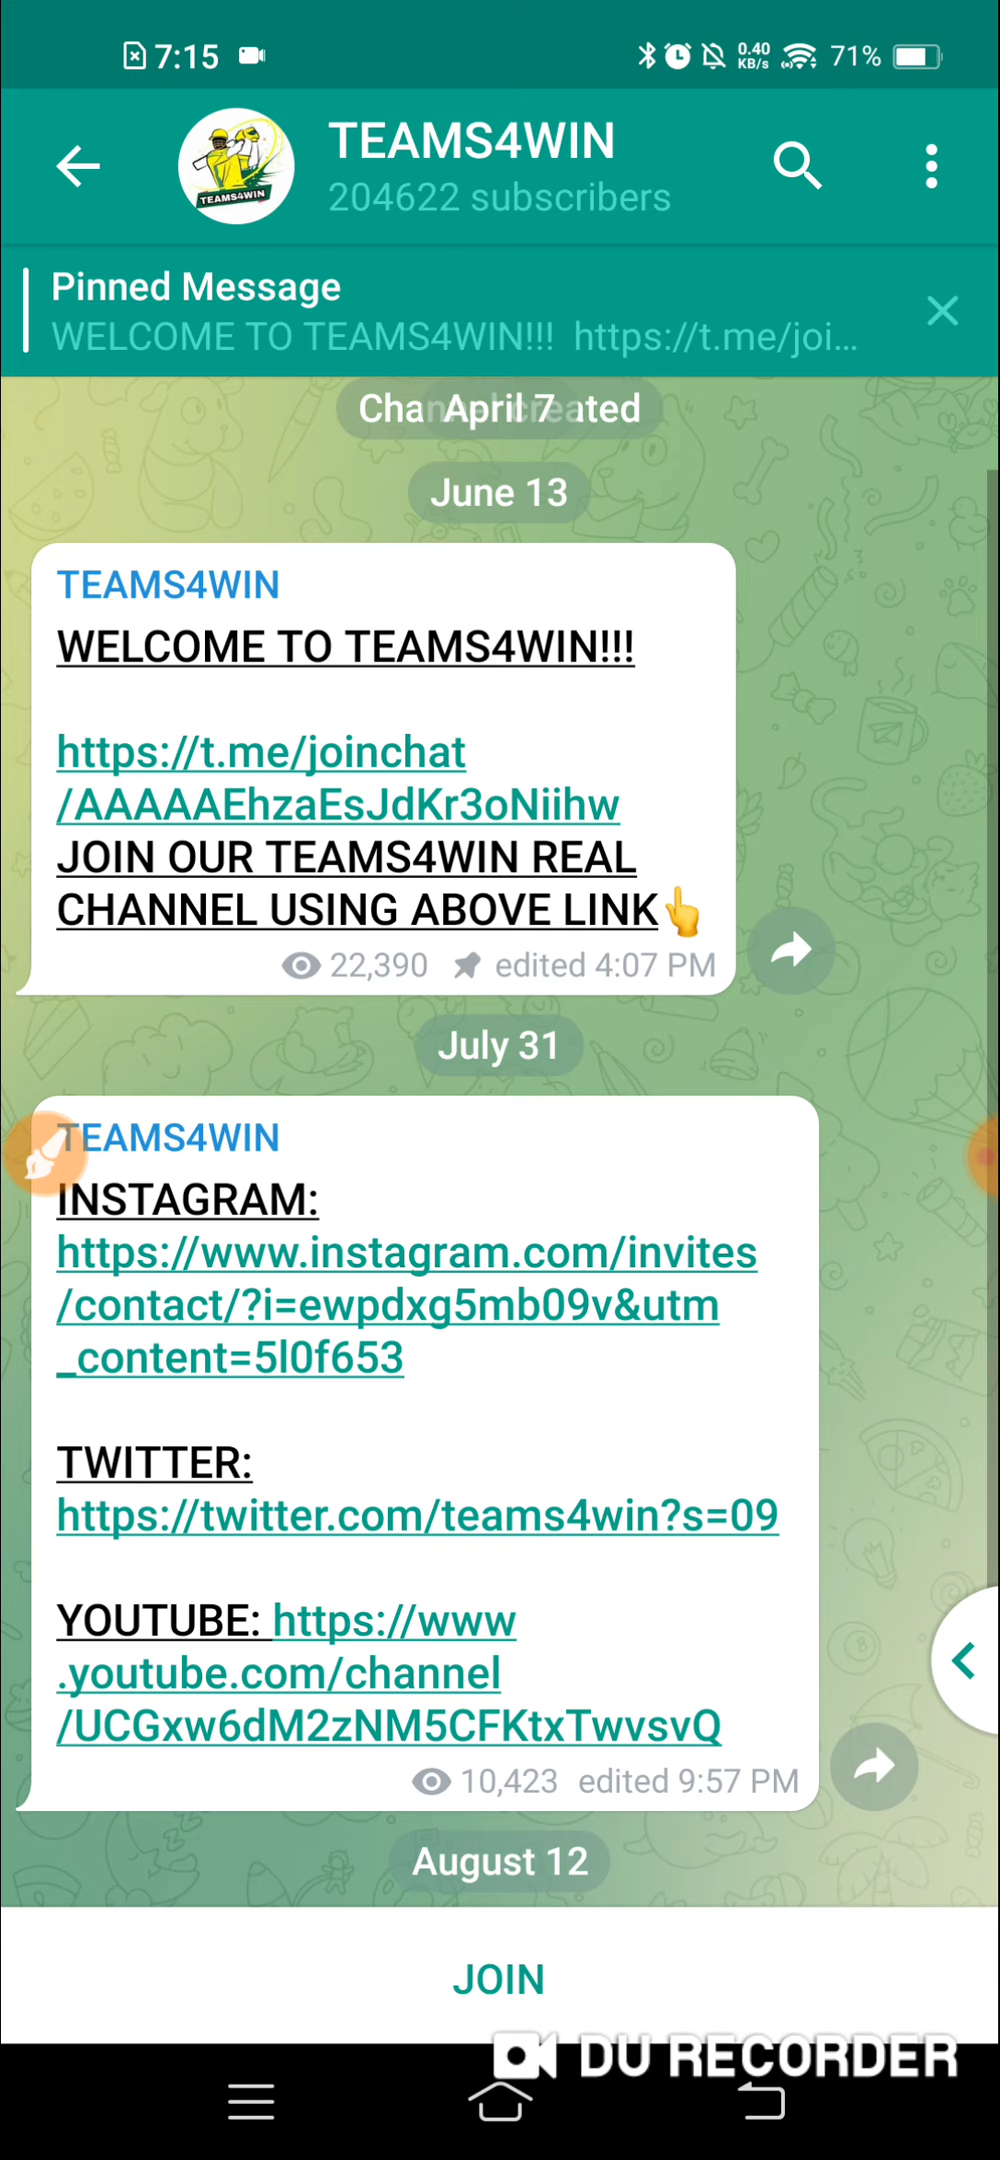 7:15
0.40
KB/s
71%
TEAMS4WIN
TEAMS4WIN
204622 subscribers
Pinned Message
WELCOME TO TEAMS4WIN!!! https://t.me/joi...
April 7
June 13
TEAMS4WIN
WELCOME TO TEAMS4WIN!!!
https://t.me/joinchat
/AAAAAEhzaEsJdKr3oNiihw
JOIN OUR TEAMS4WIN REAL
CHANNEL USING ABOVE LINK👆
22,390 edited 4:07 PM
July 31
TEAMS4WIN
INSTAGRAM:
https://www.instagram.com/invites
/contact/?i=ewpdxg5mb09v&utm
_content=5l0f653
TWITTER:
https://twitter.com/teams4win?s=09
YOUTUBE: https://www
.youtube.com/channel
/UCGxw6dM2zNM5CFKtxTwvsvQ
10,423 edited 9:57 PM
August 12
JOIN
DU RECORDER